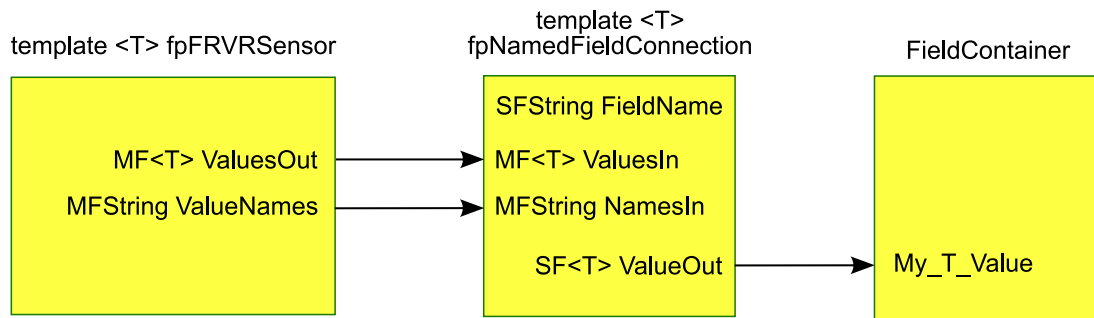 template <T> fpFRVRSensor
template <T>
fpNamedFieldConnection
FieldContainer
MF<T> ValuesOut
MFString ValueNames
SFString FieldName
MF<T> ValuesIn
MFString NamesIn
SF<T> ValueOut
My_T_Value